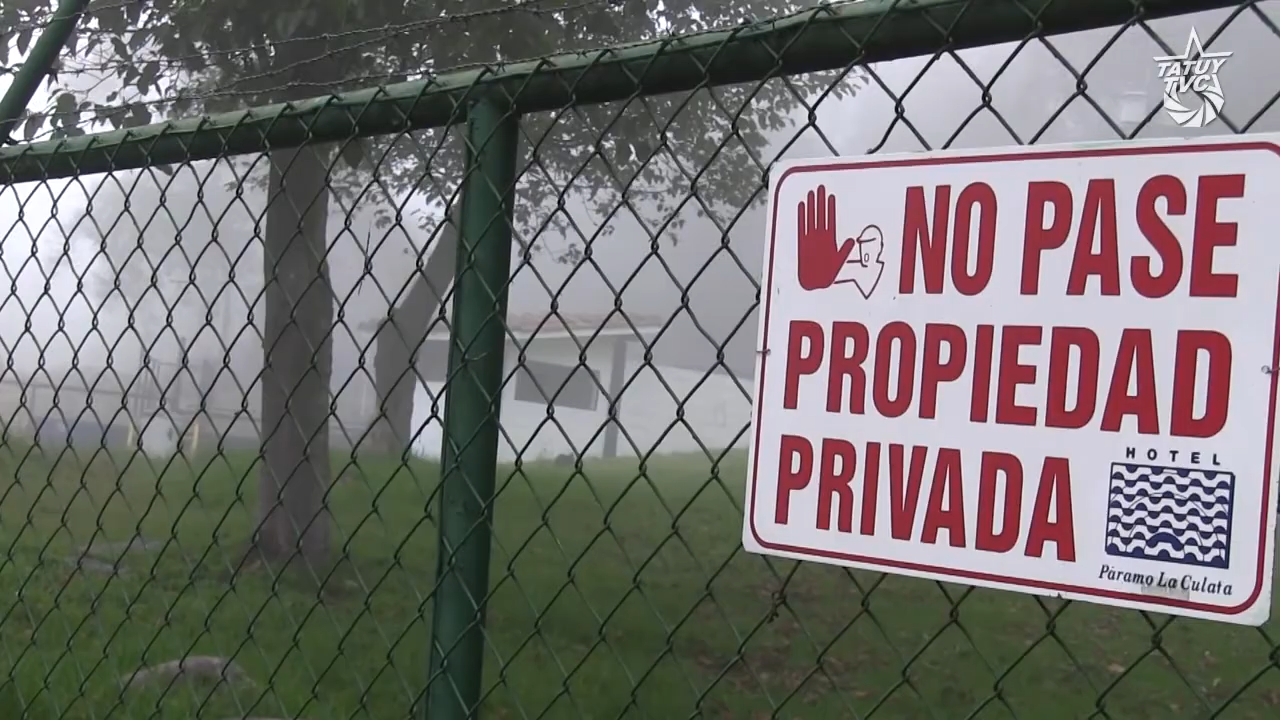 TATUY
TVC
NO PASE
PROPIEDAD
PRIVADA
HOTEL
Páramo La Culata